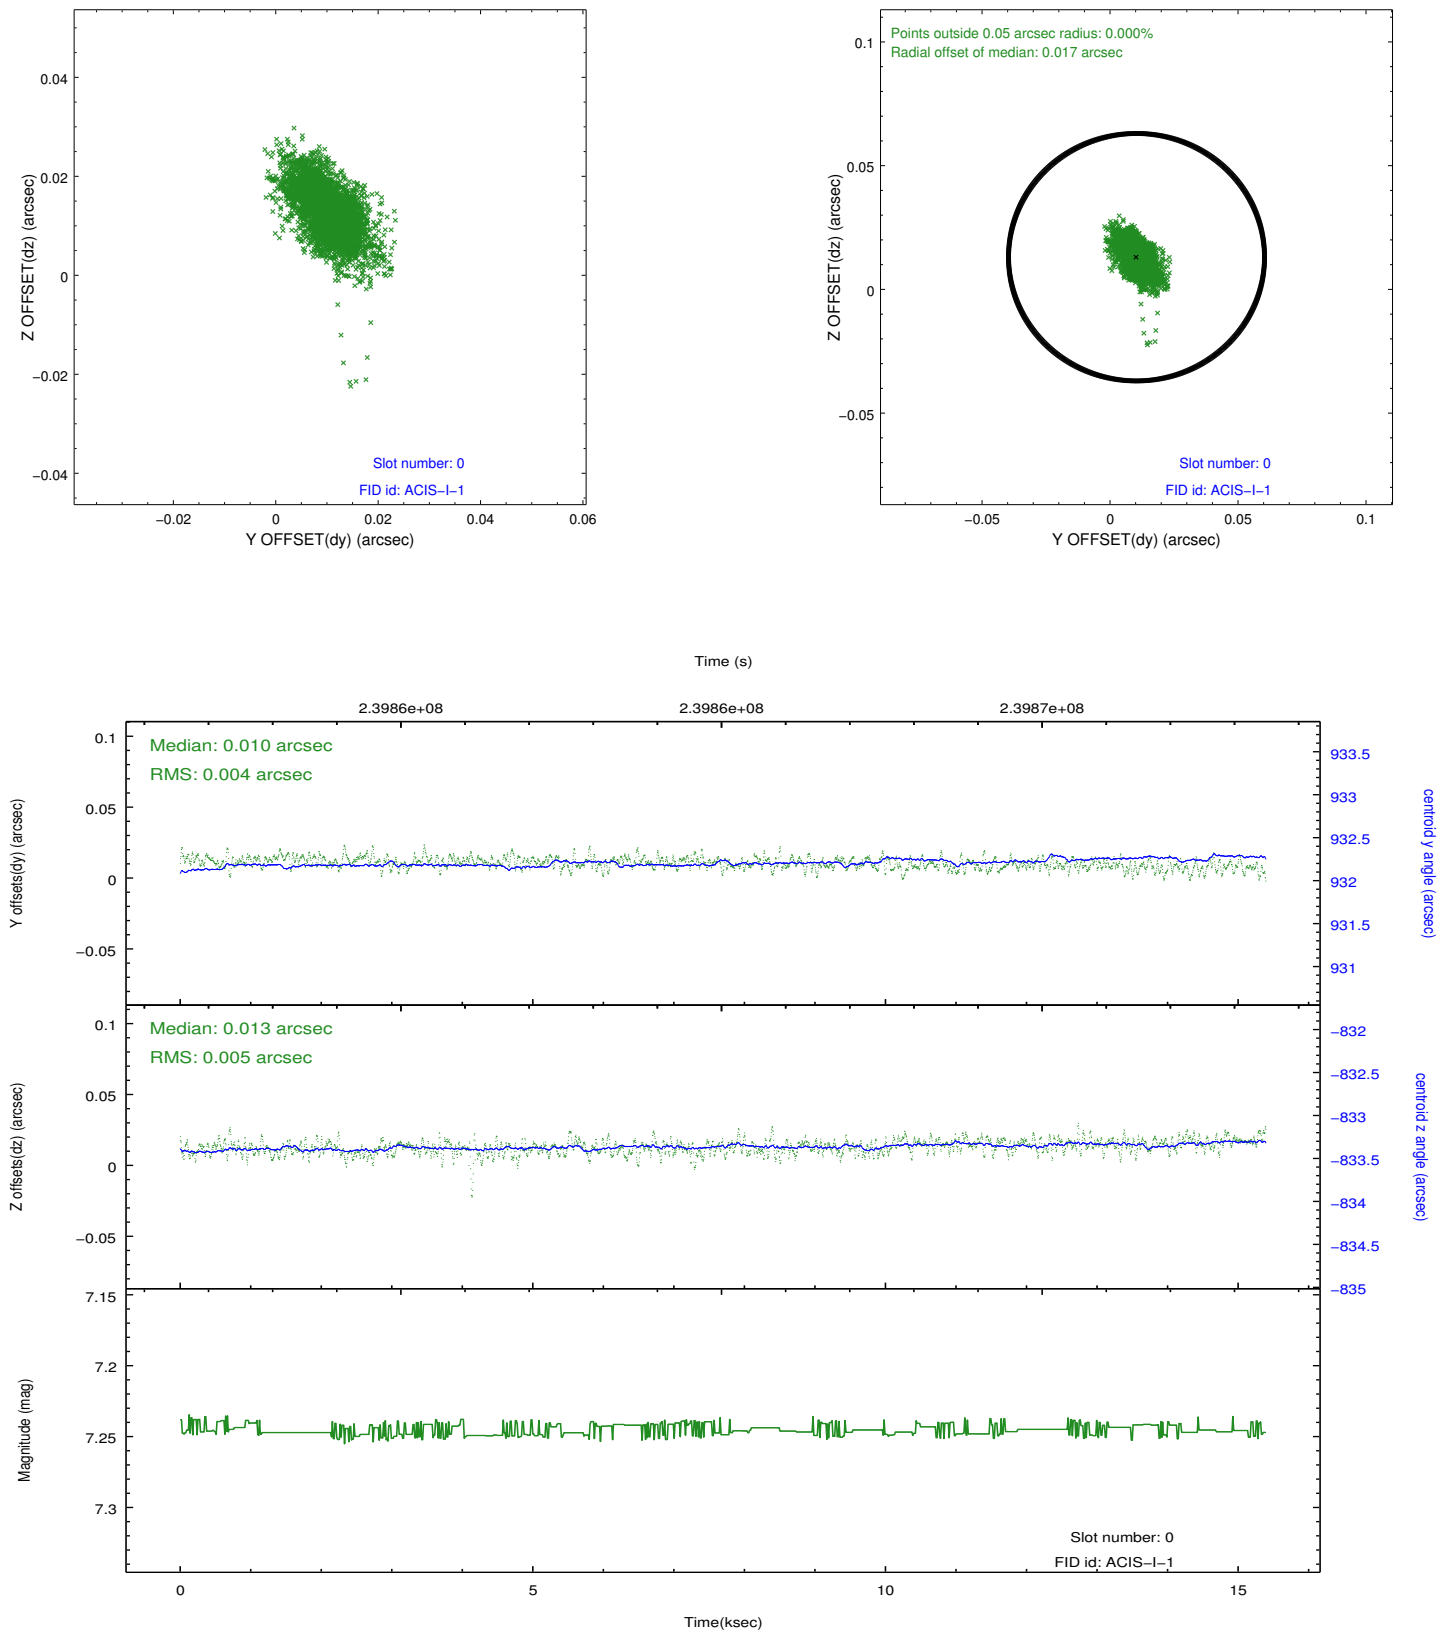 0.04
0.02
0
−0.02
−0.04
Z OFFSET(dz) (arcsec)
Slot number: 0
FID id: ACIS−I−1
−0.02
0
0.02
0.04
0.06
Y OFFSET(dy) (arcsec)
Points outside 0.05 arcsec radius: 0.000%
Radial offset of median: 0.017 arcsec
0.1
0.05
0
−0.05
Z OFFSET(dz) (arcsec)
Slot number: 0
FID id: ACIS−I−1
−0.05
0
0.05
0.1
Y OFFSET(dy) (arcsec)
Time (s)
2.3986e+08
2.3986e+08
2.3987e+08
Median: 0.010 arcsec
RMS: 0.004 arcsec
0.1
0.05
0
−0.05
Y offsets(dy) (arcsec)
933.5
933
932.5
932
931.5
931
centroid y angle (arcsec)
Median: 0.013 arcsec
RMS: 0.005 arcsec
0.1
0.05
0
−0.05
Z offsets(dz) (arcsec)
−832
−832.5
−833
−833.5
−834
−834.5
−835
centroid z angle (arcsec)
7.15
7.2
7.25
7.3
Magnitude (mag)
Slot number: 0
FID id: ACIS−I−1
0
5
10
15
Time(ksec)